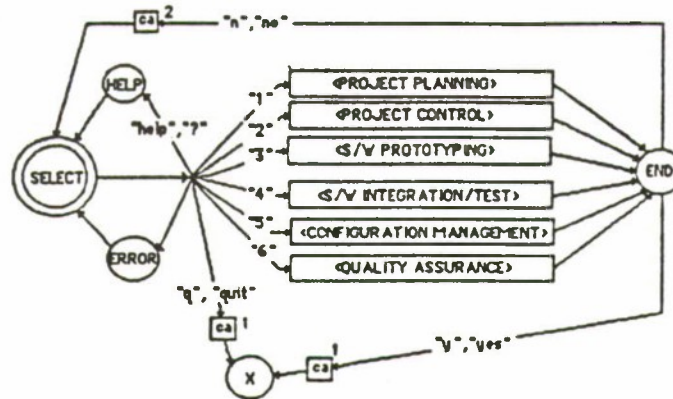 ca 2 "n","no"
HELP
"help","?"
SELECT
ERROR
"1" <PROJECT PLANNING>
"2" <PROJECT CONTROL>
"3" <S/W PROTOTYPING>
"4" <S/W INTEGRATION/TEST>
"5" <CONFIGURATION MANAGEMENT>
"6" <QUALITY ASSURANCE>
END
"q", "quit"
ca 1
"y","yes"
ca 1
X